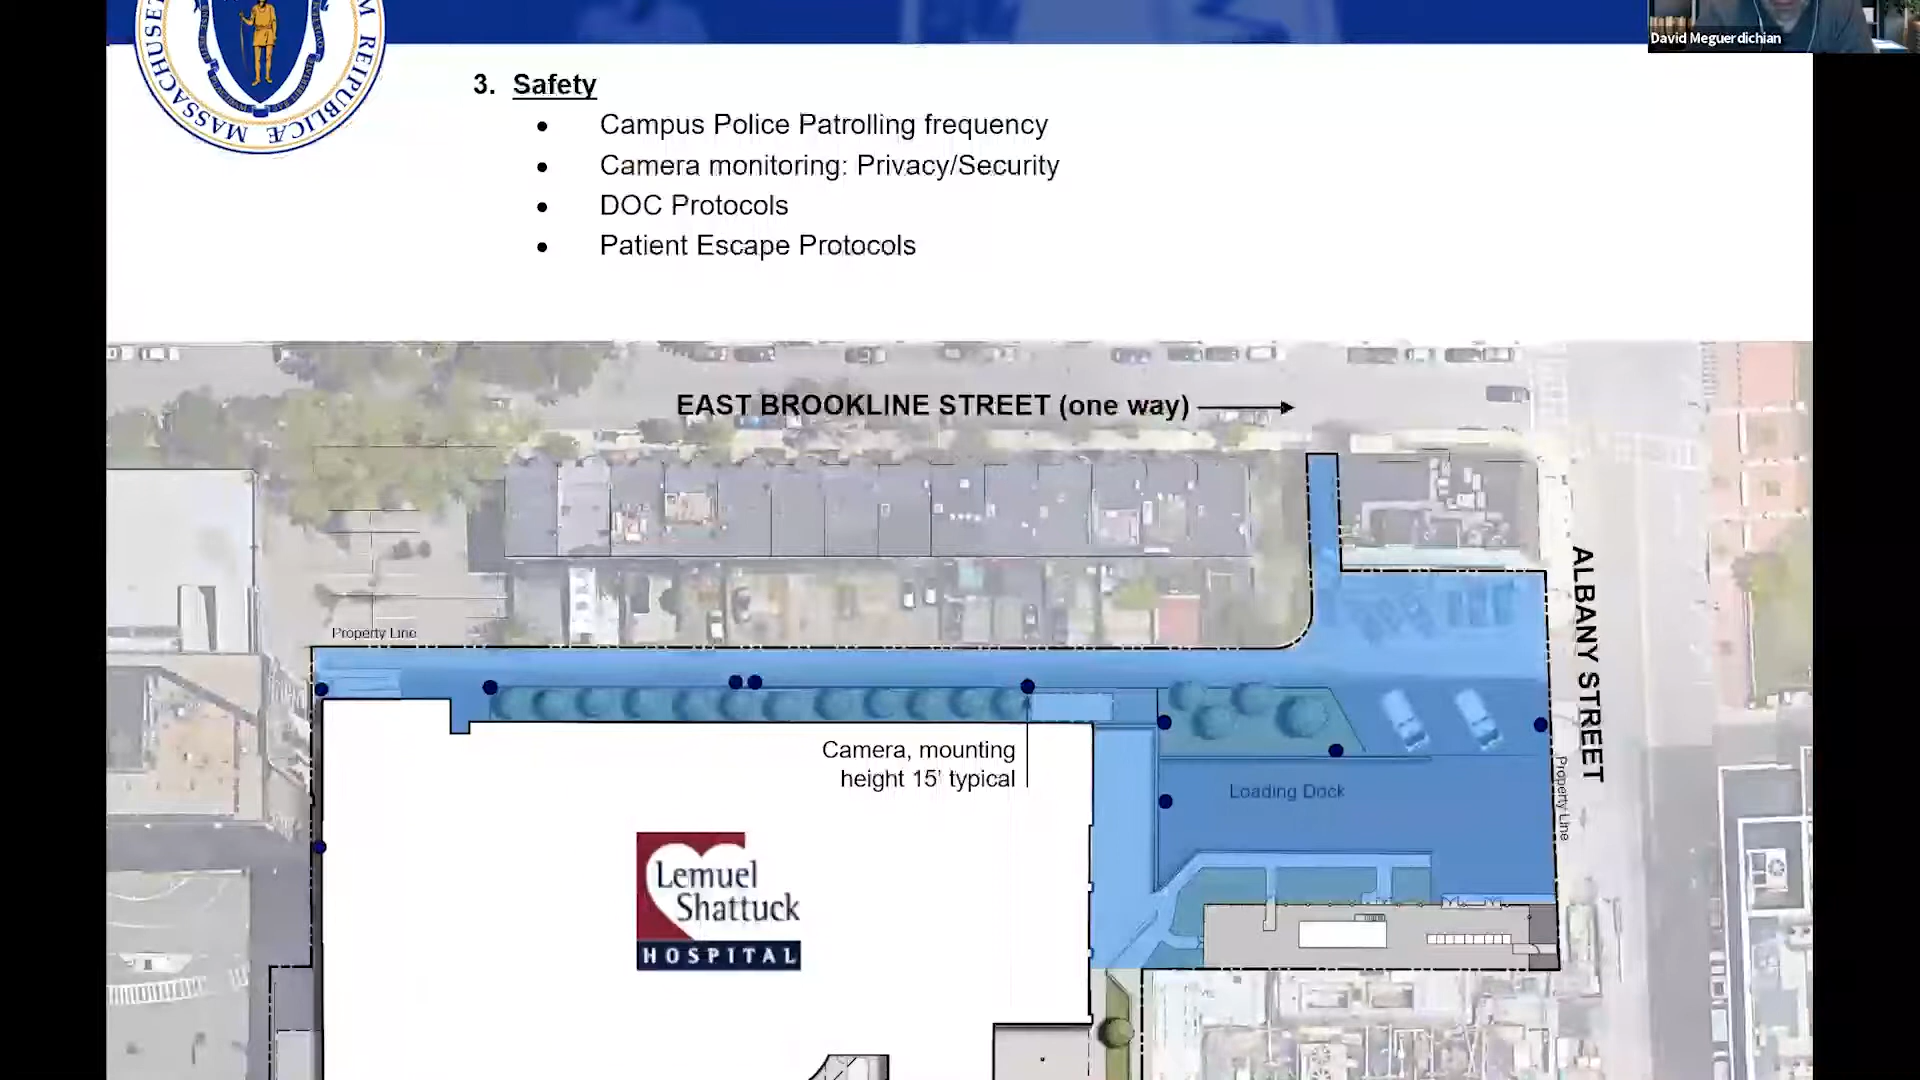 David Meguerdichian
MASSACHUSET
M REIPUBLICÆ
3. Safety
• Campus Police Patrolling frequency
• Camera monitoring: Privacy/Security
• DOC Protocols
• Patient Escape Protocols
EAST BROOKLINE STREET (one way)
ALBANY STREET
Property Line
Camera, mounting
height 15' typical
Loading Dock
Property Line
Lemuel
Shattuck
HOSPITAL